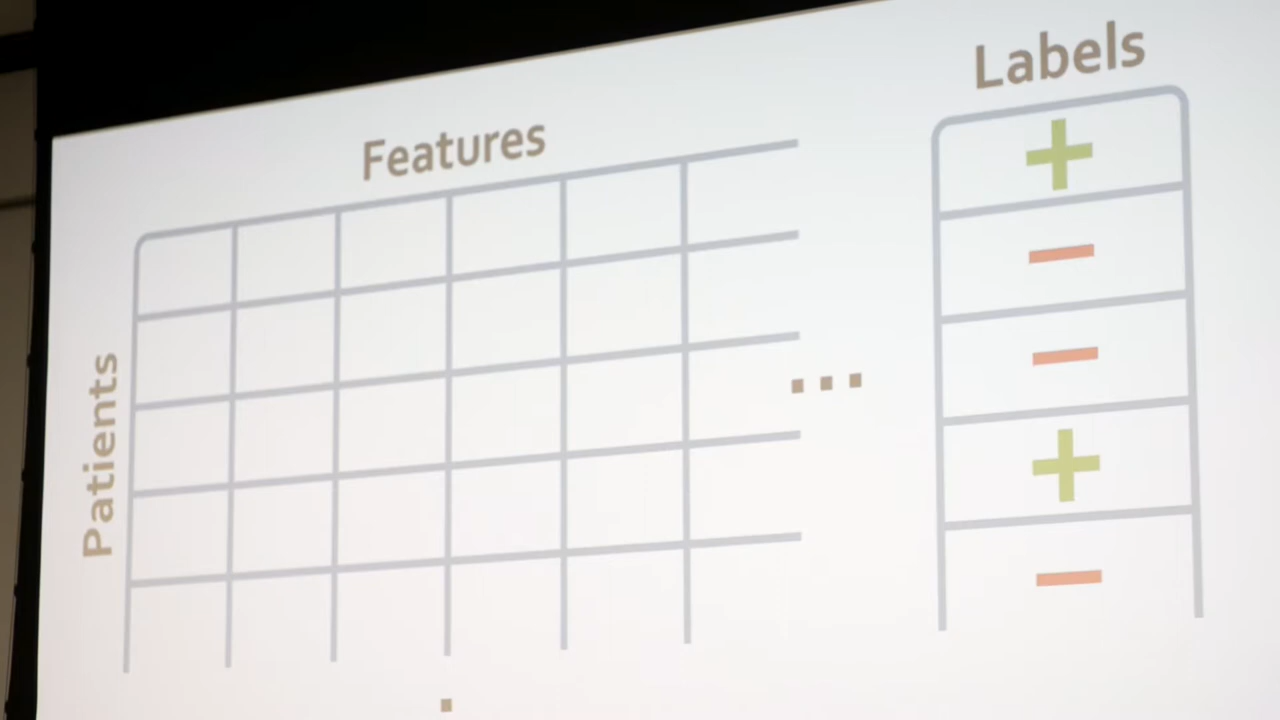 Labels
Features
Patients
+
-
-
...
+
-